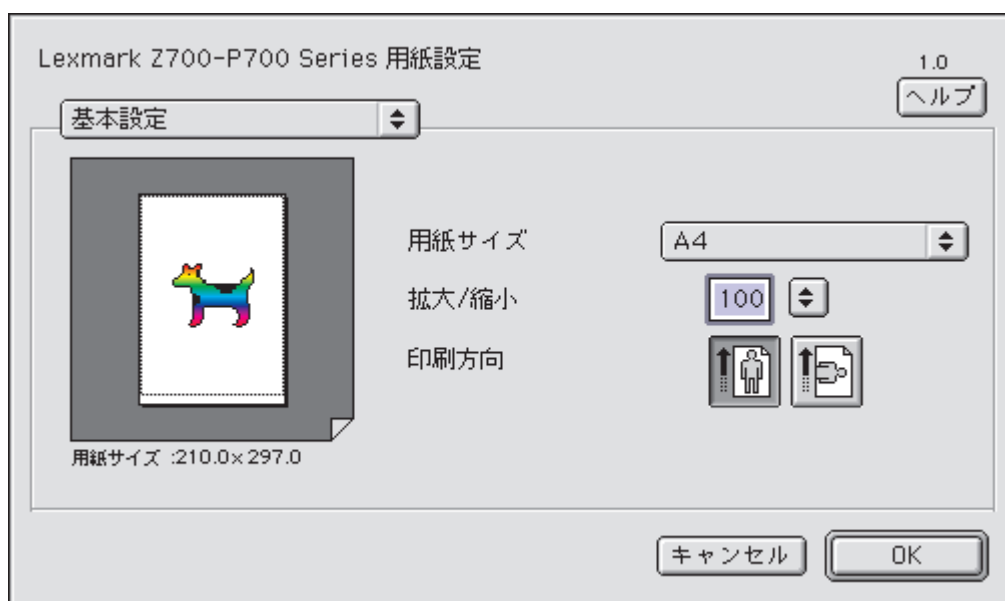 Lexmark Z700-P700 Series 用紙設定
1.0
ヘルプ
基本設定
用紙サイズ A4
拡大/縮小 100
印刷方向
用紙サイズ :210.0×297.0
キャンセル OK